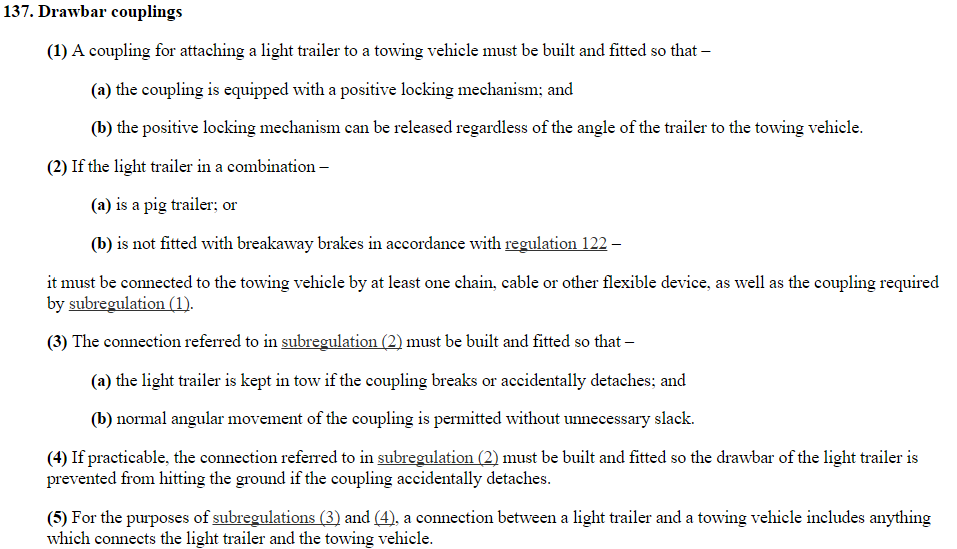 137. Drawbar couplings
(1) A coupling for attaching a light trailer to a towing vehicle must be built and fitted so that –
(a) the coupling is equipped with a positive locking mechanism; and
(b) the positive locking mechanism can be released regardless of the angle of the trailer to the towing vehicle.
(2) If the light trailer in a combination –
(a) is a pig trailer; or
(b) is not fitted with breakaway brakes in accordance with regulation 122 –
it must be connected to the towing vehicle by at least one chain, cable or other flexible device, as well as the coupling required
by subregulation (1).
(3) The connection referred to in subregulation (2) must be built and fitted so that –
(a) the light trailer is kept in tow if the coupling breaks or accidentally detaches; and
(b) normal angular movement of the coupling is permitted without unnecessary slack.
(4) If practicable, the connection referred to in subregulation (2) must be built and fitted so the drawbar of the light trailer is
prevented from hitting the ground if the coupling accidentally detaches.
(5) For the purposes of subregulations (3) and (4), a connection between a light trailer and a towing vehicle includes anything
which connects the light trailer and the towing vehicle.